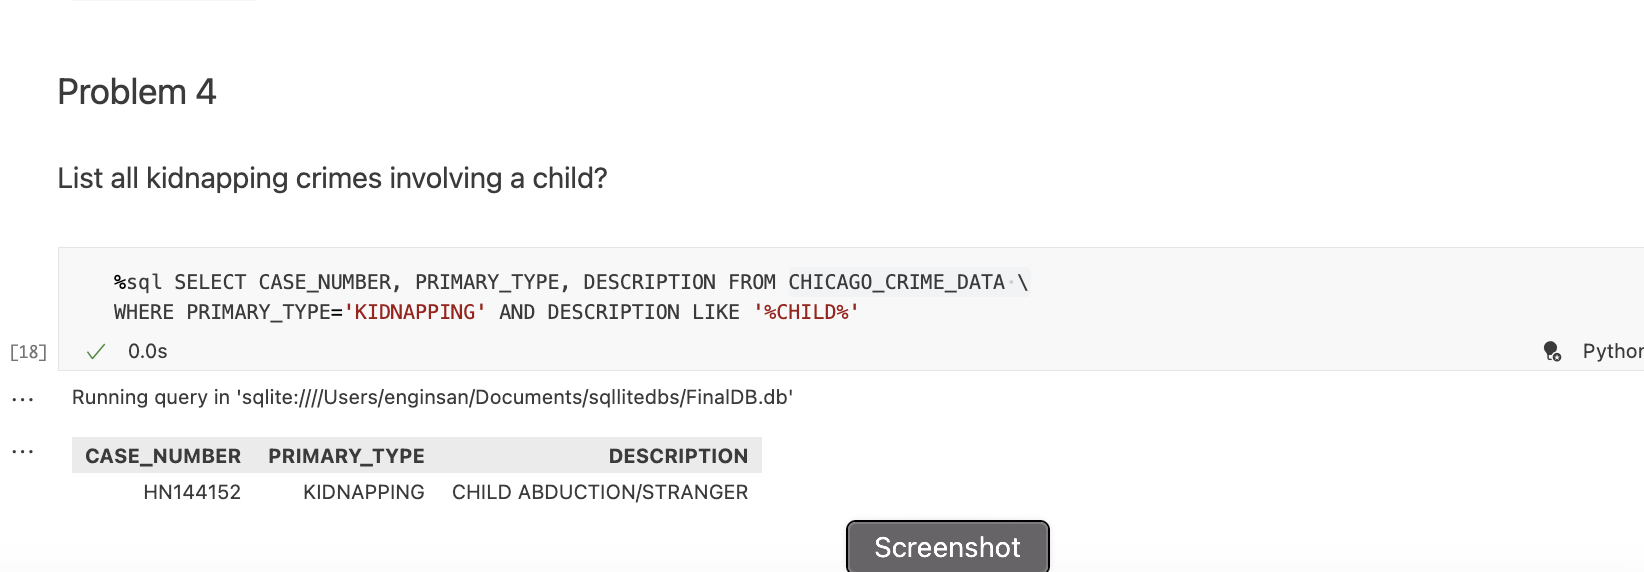 Problem 4
List all kidnapping crimes involving a child?
%sql SELECT CASE_NUMBER, PRIMARY_TYPE, DESCRIPTION FROM CHICAGO_CRIME_DATA \
WHERE PRIMARY_TYPE='KIDNAPPING' AND DESCRIPTION LIKE '%CHILD%'
[18] ✓ 0.0s Python
... Running query in 'sqlite:////Users/enginsan/Documents/sqllitedbs/FinalDB.db'
... CASE_NUMBER PRIMARY_TYPE DESCRIPTION
HN144152 KIDNAPPING CHILD ABDUCTION/STRANGER
Screenshot